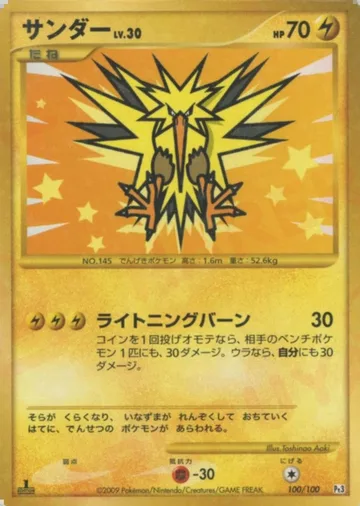 サンダー LV.30 HP 70
たね
NO.145 でんげきポケモン 高さ:1.6m 重さ:52.6kg
ライトニングバーン 30
コインを1回投げオモテなら、相手のベンチポケ
モン1匹にも、30ダメージ。ウラなら、自分にも30
ダメージ。
そらが くらくなり、いなずまが れんぞくして おちていく
はてに、でんせつの ポケモンが あらわれる。
Illus. Toshinao Aoki
弱点 抵抗力 にげる
-30
©2009 Pokémon/Nintendo/Creatures/GAME FREAK. 100/100 Pt3